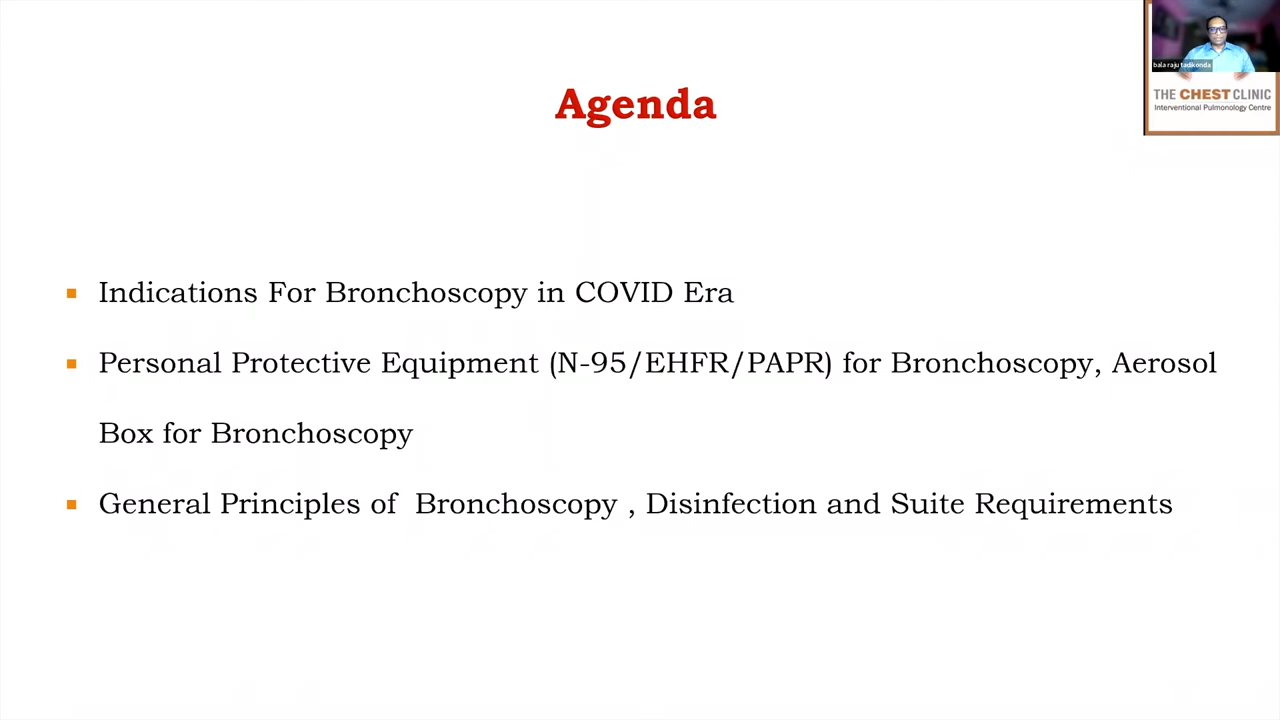 bala raju tadikonda
THE CHEST CLINIC
Interventional Pulmonology Centre
Agenda
Indications For Bronchoscopy in COVID Era
Personal Protective Equipment (N-95/EHFR/PAPR) for Bronchoscopy, Aerosol
Box for Bronchoscopy
General Principles of Bronchoscopy , Disinfection and Suite Requirements